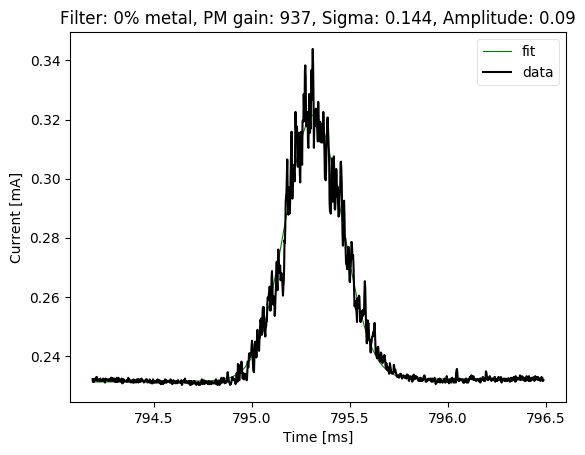 Filter: 0% metal, PM gain: 937, Sigma: 0.144, Amplitude: 0.09
fit
data
0.34
0.32
0.30
0.28
0.26
0.24
Current [mA]
794.5 795.0 795.5 796.0 796.5
Time [ms]